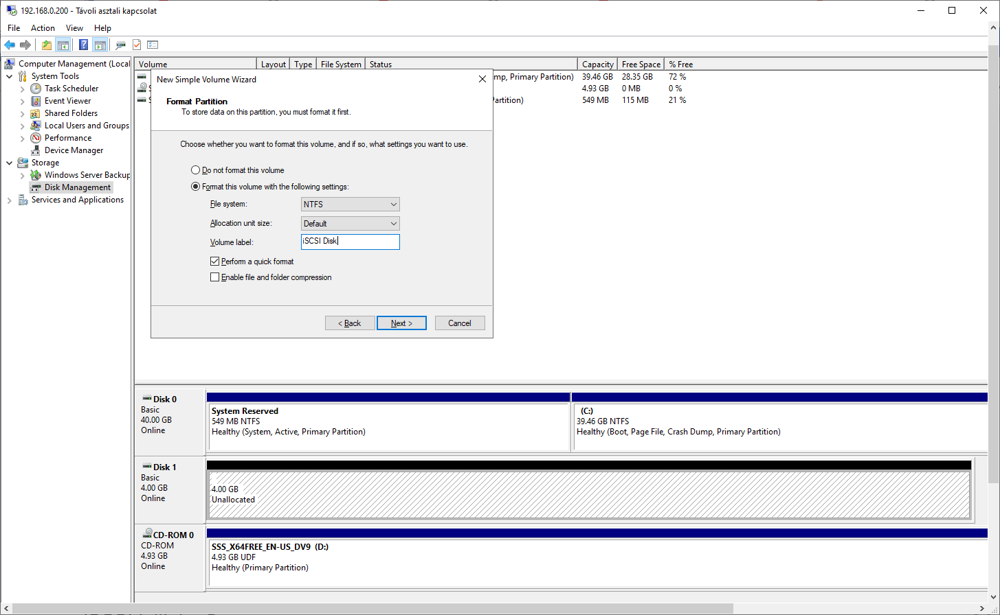 192.168.0.200 - Távoli asztali kapcsolat
File Action View Help
Computer Management (Local
System Tools
Task Scheduler
Event Viewer
Shared Folders
Local Users and Groups
Performance
Device Manager
Storage
Windows Server Backup
Disk Management
Services and Applications
Volume Layout Type File System Status Capacity Free Space % Free
mp, Primary Partition) 39.46 GB 28.35 GB 72 %
4.93 GB 0 MB 0 %
Partition) 549 MB 115 MB 21 %
New Simple Volume Wizard
Format Partition
To store data on this partition, you must format it first.
Choose whether you want to format this volume, and if so, what settings you want to use.
Do not format this volume
Format this volume with the following settings:
File system: NTFS
Allocation unit size: Default
Volume label: iSCSI Disk
Perform a quick format
Enable file and folder compression
< Back Next > Cancel
Disk 0
Basic
40.00 GB
Online
System Reserved
549 MB NTFS
Healthy (System, Active, Primary Partition)
(C:)
39.46 GB NTFS
Healthy (Boot, Page File, Crash Dump, Primary Partition)
Disk 1
Basic
4.00 GB
Online
4.00 GB
Unallocated
CD-ROM 0
CD-ROM
4.93 GB
Online
SSS_X64FREE_EN-US_DV9 (D:)
4.93 GB UDF
Healthy (Primary Partition)